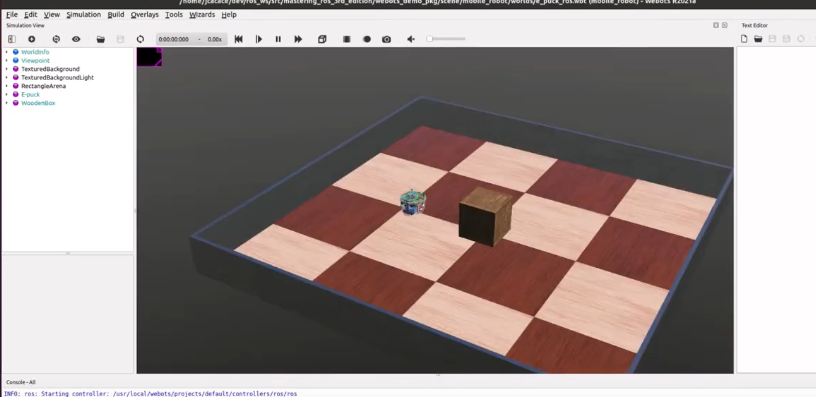 /home/jcacace/dev/ros_ws/src/mastering_ros_3rd_edition/webots_demo_pkg/scene/mobile_robot/worlds/e_puck_ros.wbt (mobile_robot) - Webots R2021a
File Edit View Simulation Build Overlays Tools Wizards Help
Simulation View
Text Editor
0:00:00:000 - 0.00x
WorldInfo
Viewpoint
TexturedBackground
TexturedBackgroundLight
RectangleArena
E-puck
WoodenBox
Console - All
INFO: ros: Starting controller: /usr/local/webots/projects/default/controllers/ros/ros